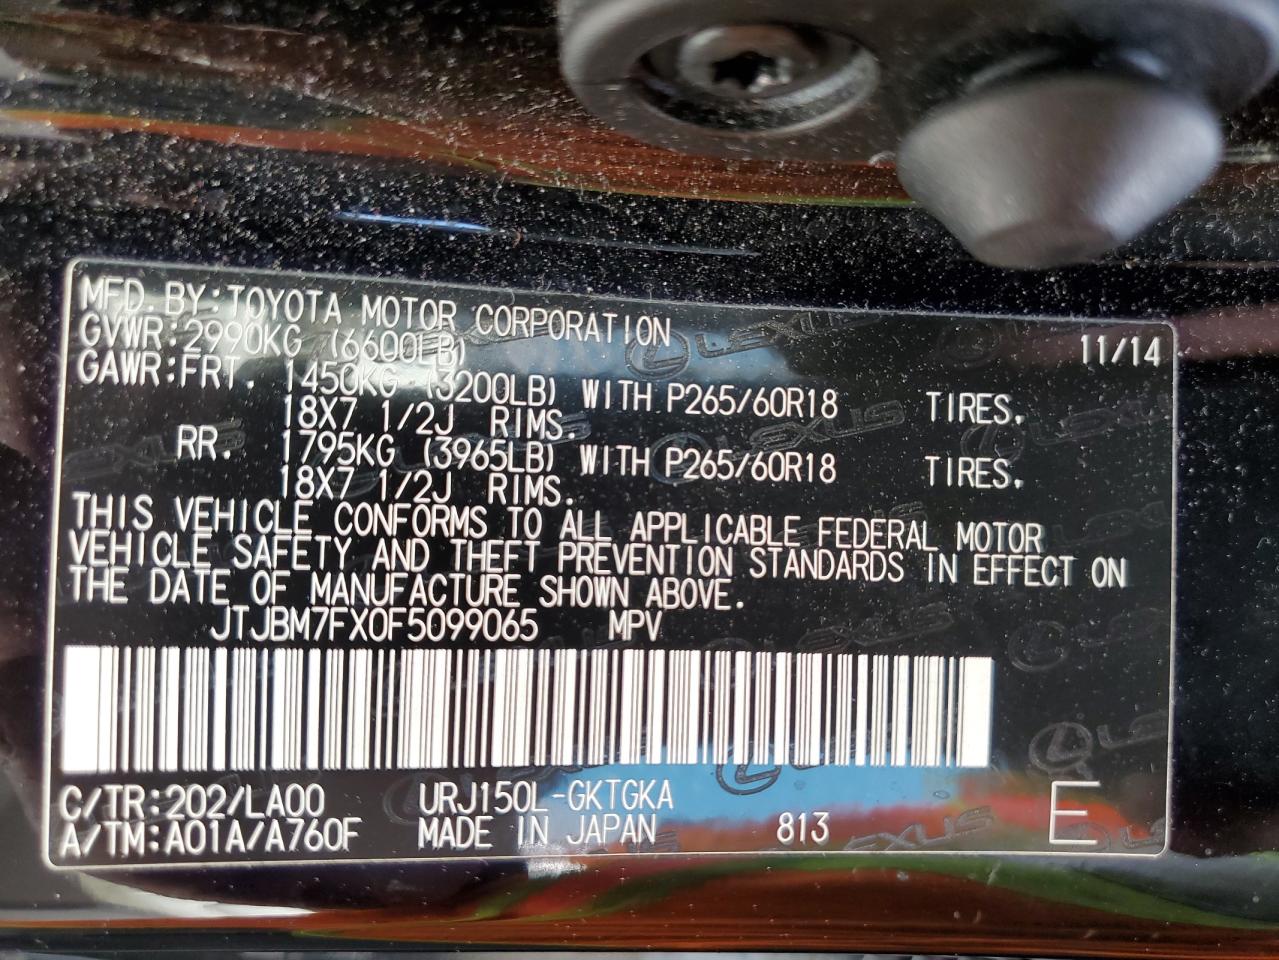 MFD. BY:TOYOTA MOTOR CORPORATION
GVWR:2990KG (6600LB) 11/14
GAWR:FRT. 1450KG (3200LB) WITH P265/60R18 TIRES.
18X7 1/2J RIMS.
RR. 1795KG (3965LB) WITH P265/60R18 TIRES.
18X7 1/2J RIMS.
THIS VEHICLE CONFORMS TO ALL APPLICABLE FEDERAL MOTOR
VEHICLE SAFETY AND THEFT PREVENTION STANDARDS IN EFFECT ON
THE DATE OF MANUFACTURE SHOWN ABOVE.
JTJBM7FX0F5099065 MPV
C/TR:202/LA00 URJ150L-GKTGKA
A/TM:A01A/A760F MADE IN JAPAN 813 E